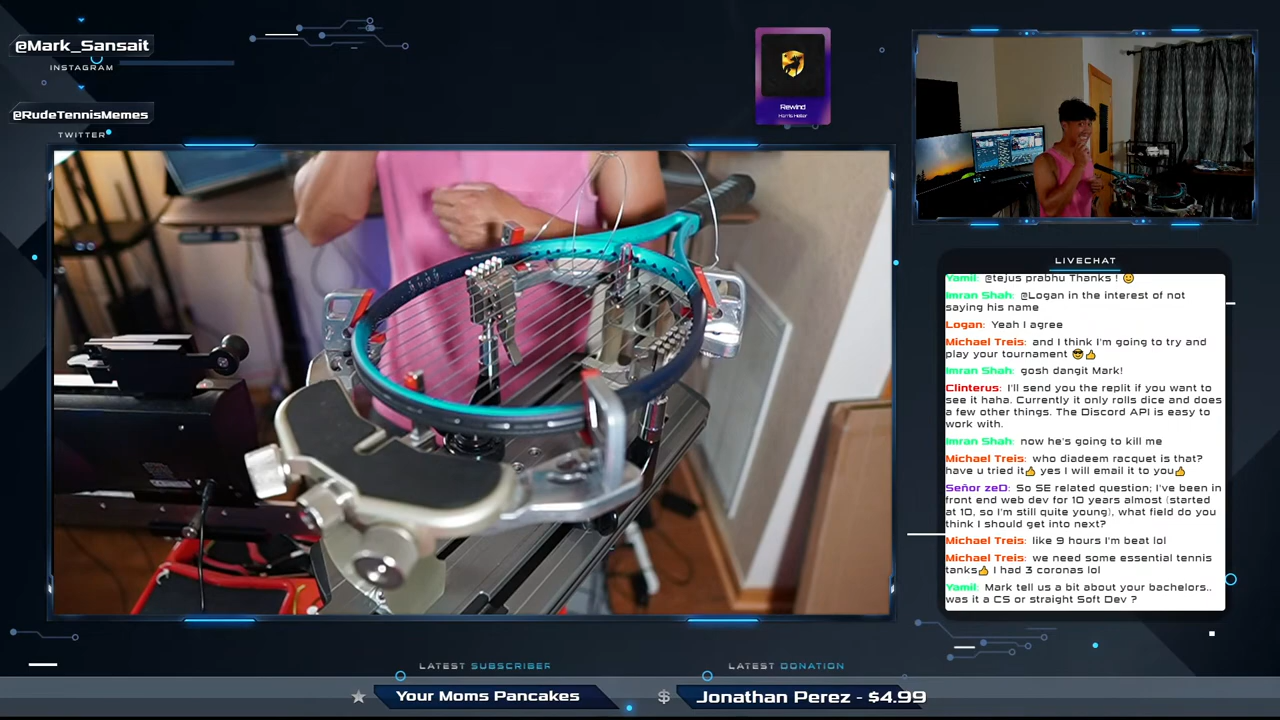 @Mark_Sansait
INSTAGRAM
@RudeTennisMemes
TWITTER
Rewind
LIVECHAT
Yamil: @tejus prabhu Thanks ! 🙂
Imran Shah: @Logan in the interest of not
saying his name
Logan: Yeah I agree
Michael Treis: and I think I'm going to try and
play your tournament 😎👍
Imran Shah: gosh dangit Mark!
Clinterus: I'll send you the replit if you want to
see it haha. Currently it only rolls dice and does
a few other things. The Discord API is easy to
work with.
Imran Shah: now he's going to kill me
Michael Treis: who diadeem racquet is that?
have u tried it👍 yes I will email it to you👍
Señor zeD: So SE related question; I've been in
front end web dev for 10 years almost (started
at 10, so I'm still quite young), what field do you
think I should get into next?
Michael Treis: like 9 hours I'm beat lol
Michael Treis: we need some essential tennis
tanks👍 I had 3 coronas lol
Yamil: Mark tell us a bit about your bachelors..
was it a CS or straight Soft Dev ?
LATEST SUBSCRIBER
Your Moms Pancakes
LATEST DONATION
$ Jonathan Perez - $4.99